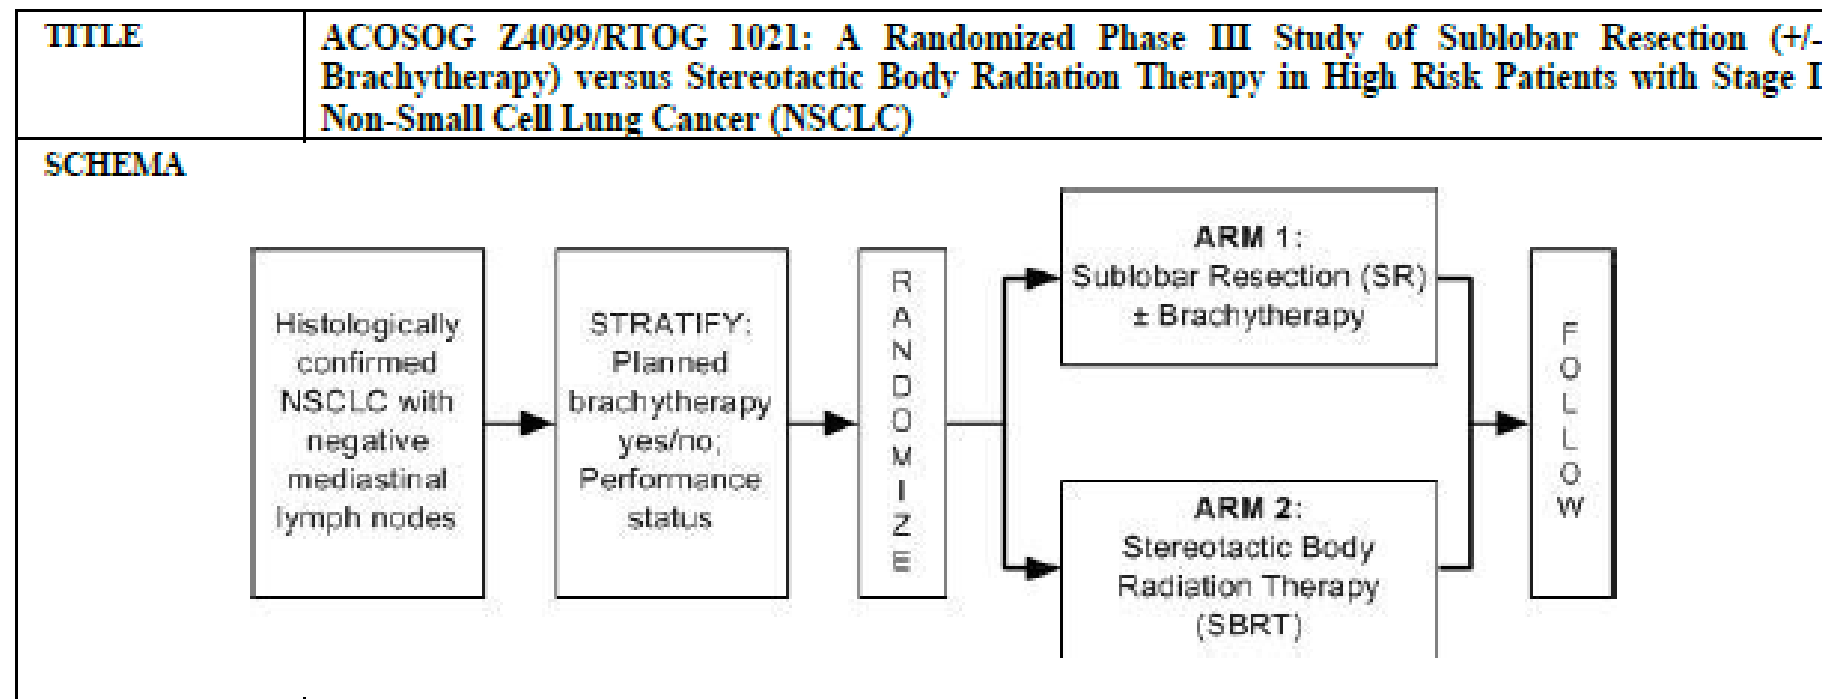 TITLE
ACOSOG Z4099/RTOG 1021: A Randomized Phase III Study of Sublobar Resection (+/-
Brachytherapy) versus Stereotactic Body Radiation Therapy in High Risk Patients with Stage I
Non-Small Cell Lung Cancer (NSCLC)
SCHEMA
Histologically
confirmed
NSCLC with
negative
mediastinal
lymph nodes
STRATIFY:
Planned
brachytherapy
yes/no;
Performance
status
R
A
N
D
O
M
I
Z
E
ARM 1:
Sublobar Resection (SR)
± Brachytherapy
ARM 2:
Stereotactic Body
Radiation Therapy
(SBRT)
F
O
L
L
O
W